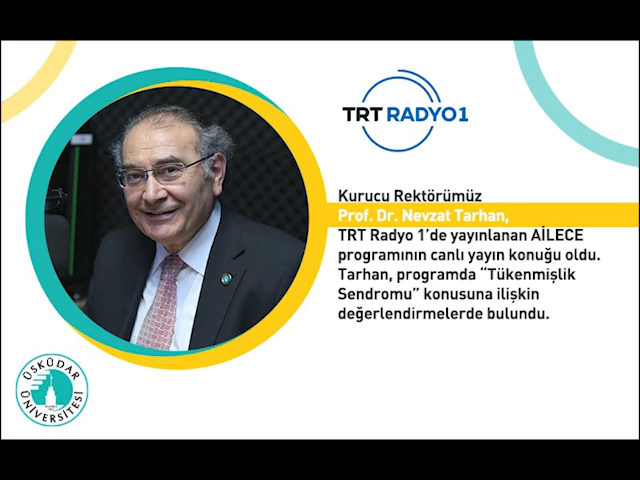 TRT RADYO1
Kurucu Rektörümüz
Prof. Dr. Nevzat Tarhan,
TRT Radyo 1’de yayınlanan AİLECE
programının canlı yayın konuğu oldu.
Tarhan, programda “Tükenmişlik
Sendromu” konusuna ilişkin
değerlendirmelerde bulundu.
ÜSKÜDAR
ÜNİVERSİTESİ